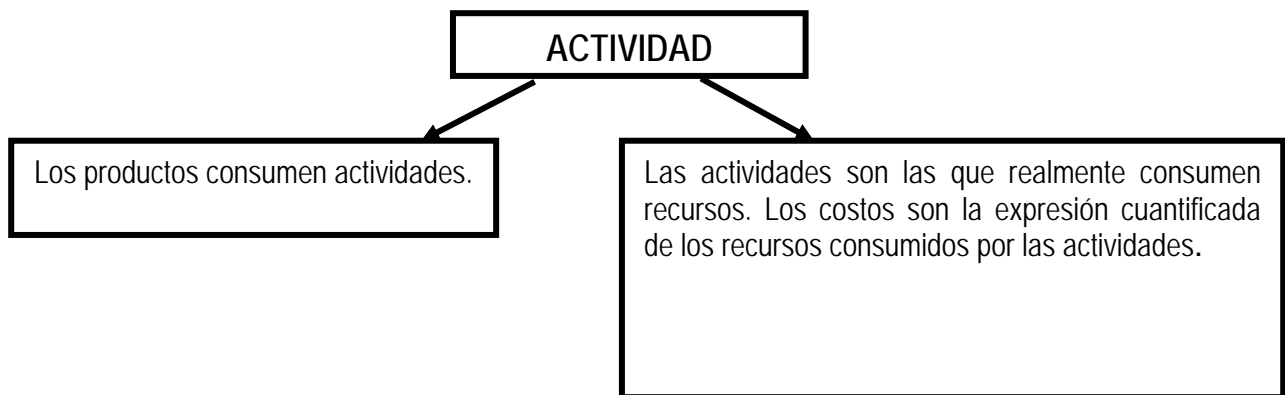 ACTIVIDAD
Los productos consumen actividades.
Las actividades son las que realmente consumen
recursos. Los costos son la expresión cuantificada
de los recursos consumidos por las actividades.